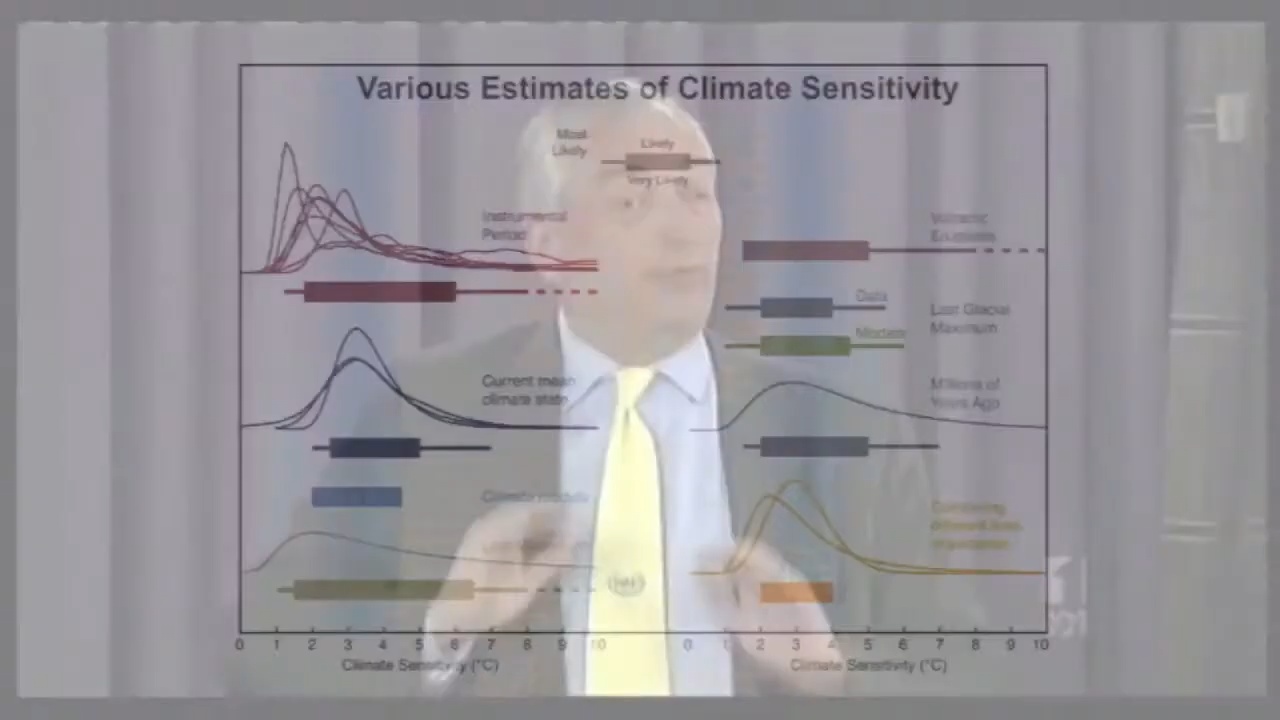 Various Estimates of Climate Sensitivity
Most
Likely
Likely
Very Likely
Instrumental
Period
Volcanic
Eruptions
Data
Last Glacial
Maximum
Models
Current mean
climate state
Millions of
Years Ago
Climate models
Combining
different lines
0 1 2 3 4 5 6 7 8 9 10
0 1 2 3 4 5 6 7 8 9 10
Climate Sensitivity (°C)
Climate Sensitivity (°C)